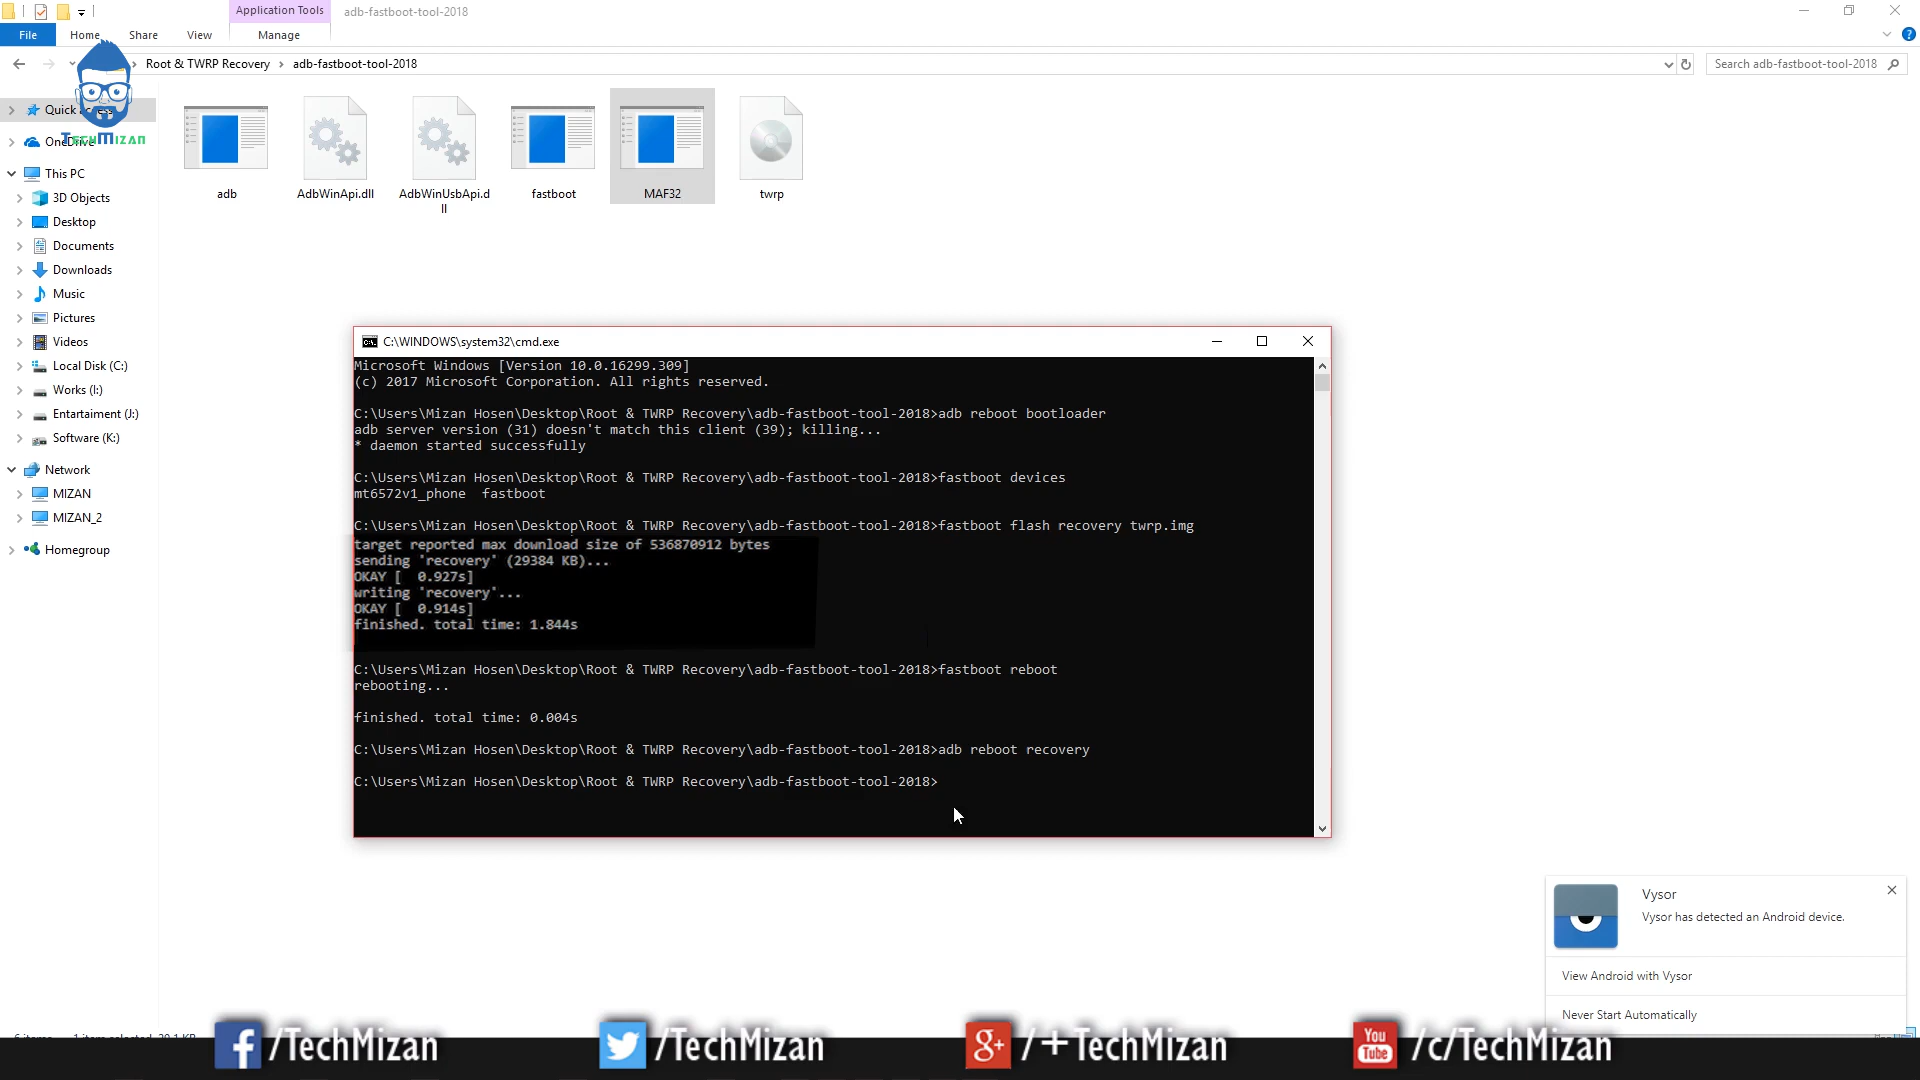 Application Tools
adb-fastboot-tool-2018
File
Home
Share
View
Manage
Root & TWRP Recovery > adb-fastboot-tool-2018
Search adb-fastboot-tool-2018
Quick access
TechMizan
OneDrive
This PC
3D Objects
Desktop
Documents
Downloads
Music
Pictures
Videos
Local Disk (C:)
Works (I:)
Entartaiment (J:)
Software (K:)
Network
MIZAN
MIZAN_2
Homegroup
adb
AdbWinApi.dll
AdbWinUsbApi.d
ll
fastboot
MAF32
twrp
C:\WINDOWS\system32\cmd.exe
Microsoft Windows [Version 10.0.16299.309]
(c) 2017 Microsoft Corporation. All rights reserved.
C:\Users\Mizan Hosen\Desktop\Root & TWRP Recovery\adb-fastboot-tool-2018>adb reboot bootloader
adb server version (31) doesn't match this client (39); killing...
* daemon started successfully
C:\Users\Mizan Hosen\Desktop\Root & TWRP Recovery\adb-fastboot-tool-2018>fastboot devices
mt6572v1_phone  fastboot
C:\Users\Mizan Hosen\Desktop\Root & TWRP Recovery\adb-fastboot-tool-2018>fastboot flash recovery twrp.img
target reported max download size of 536870912 bytes
sending 'recovery' (29384 KB)...
OKAY [  0.927s]
writing 'recovery'...
OKAY [  0.914s]
finished. total time: 1.844s
C:\Users\Mizan Hosen\Desktop\Root & TWRP Recovery\adb-fastboot-tool-2018>fastboot reboot
rebooting...
finished. total time: 0.004s
C:\Users\Mizan Hosen\Desktop\Root & TWRP Recovery\adb-fastboot-tool-2018>adb reboot recovery
C:\Users\Mizan Hosen\Desktop\Root & TWRP Recovery\adb-fastboot-tool-2018>
Vysor
Vysor has detected an Android device.
View Android with Vysor
Never Start Automatically
/TechMizan
/TechMizan
g+ /+TechMizan
You Tube /c/TechMizan